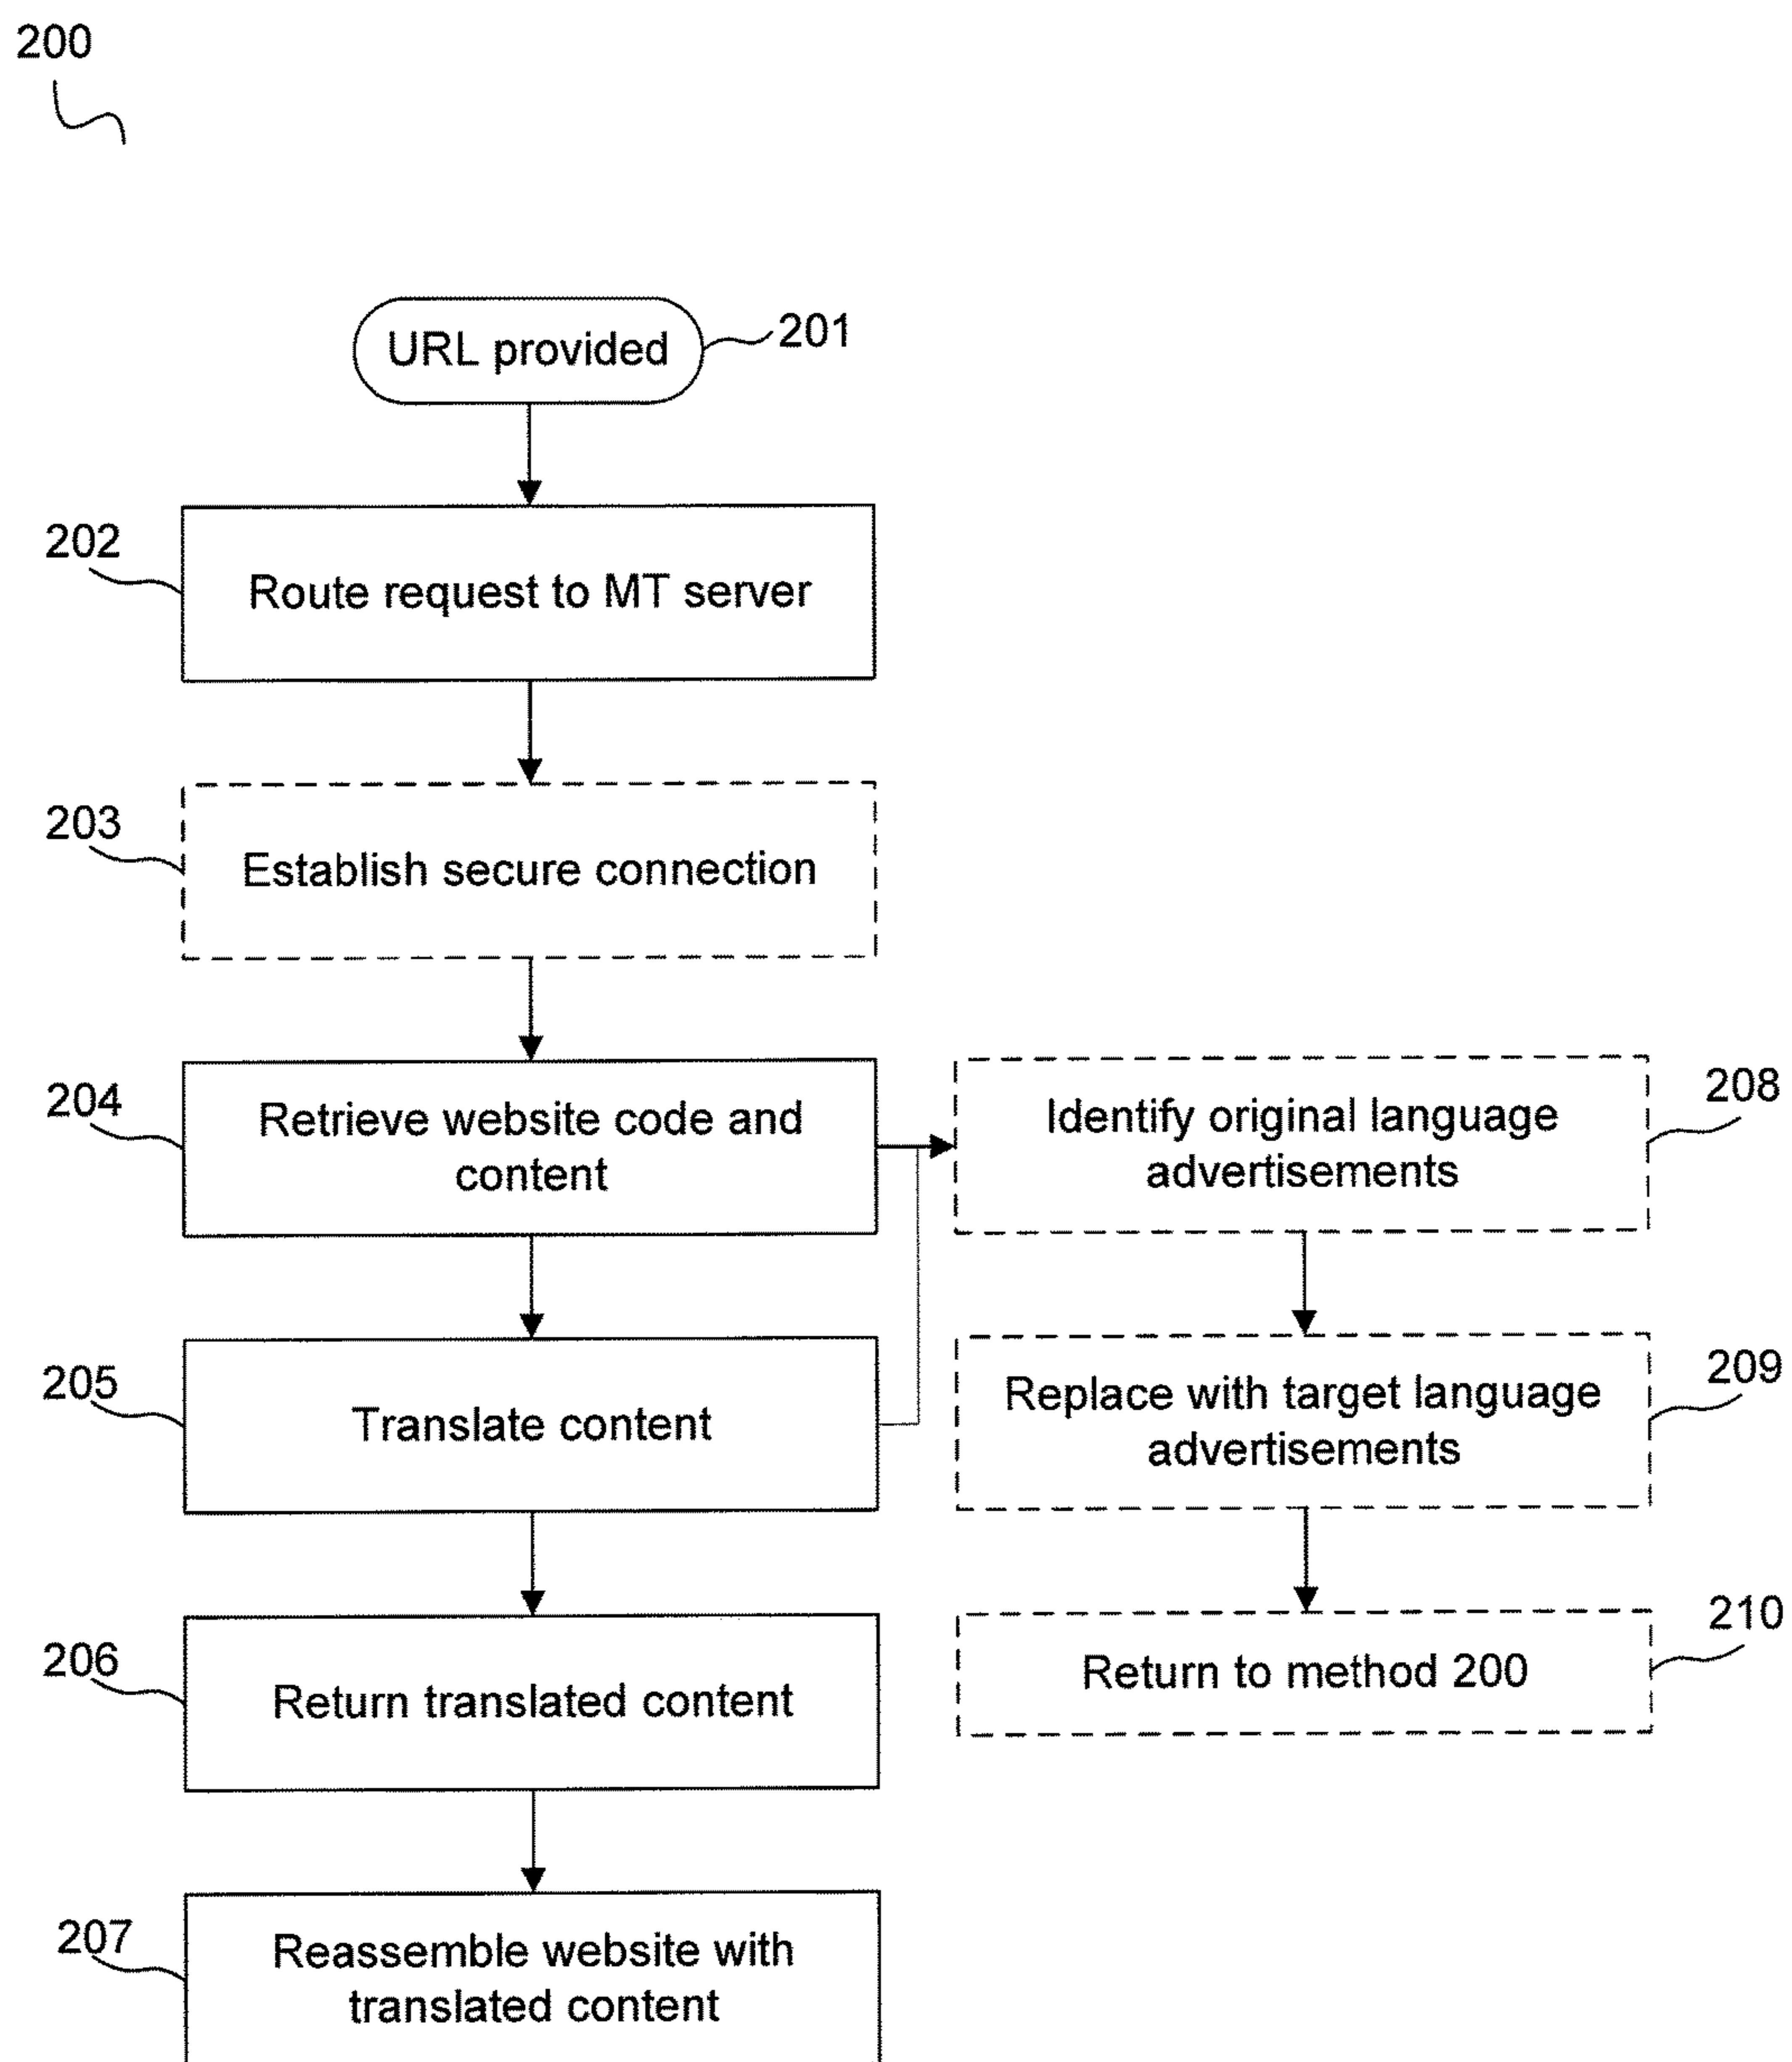 200
URL provided
201
202
Route request to MT server
203
Establish secure connection
204
Retrieve website code and
content
208
Identify original language
advertisements
205
Translate content
209
Replace with target language
advertisements
206
Return translated content
210
Return to method 200
207
Reassemble website with
translated content